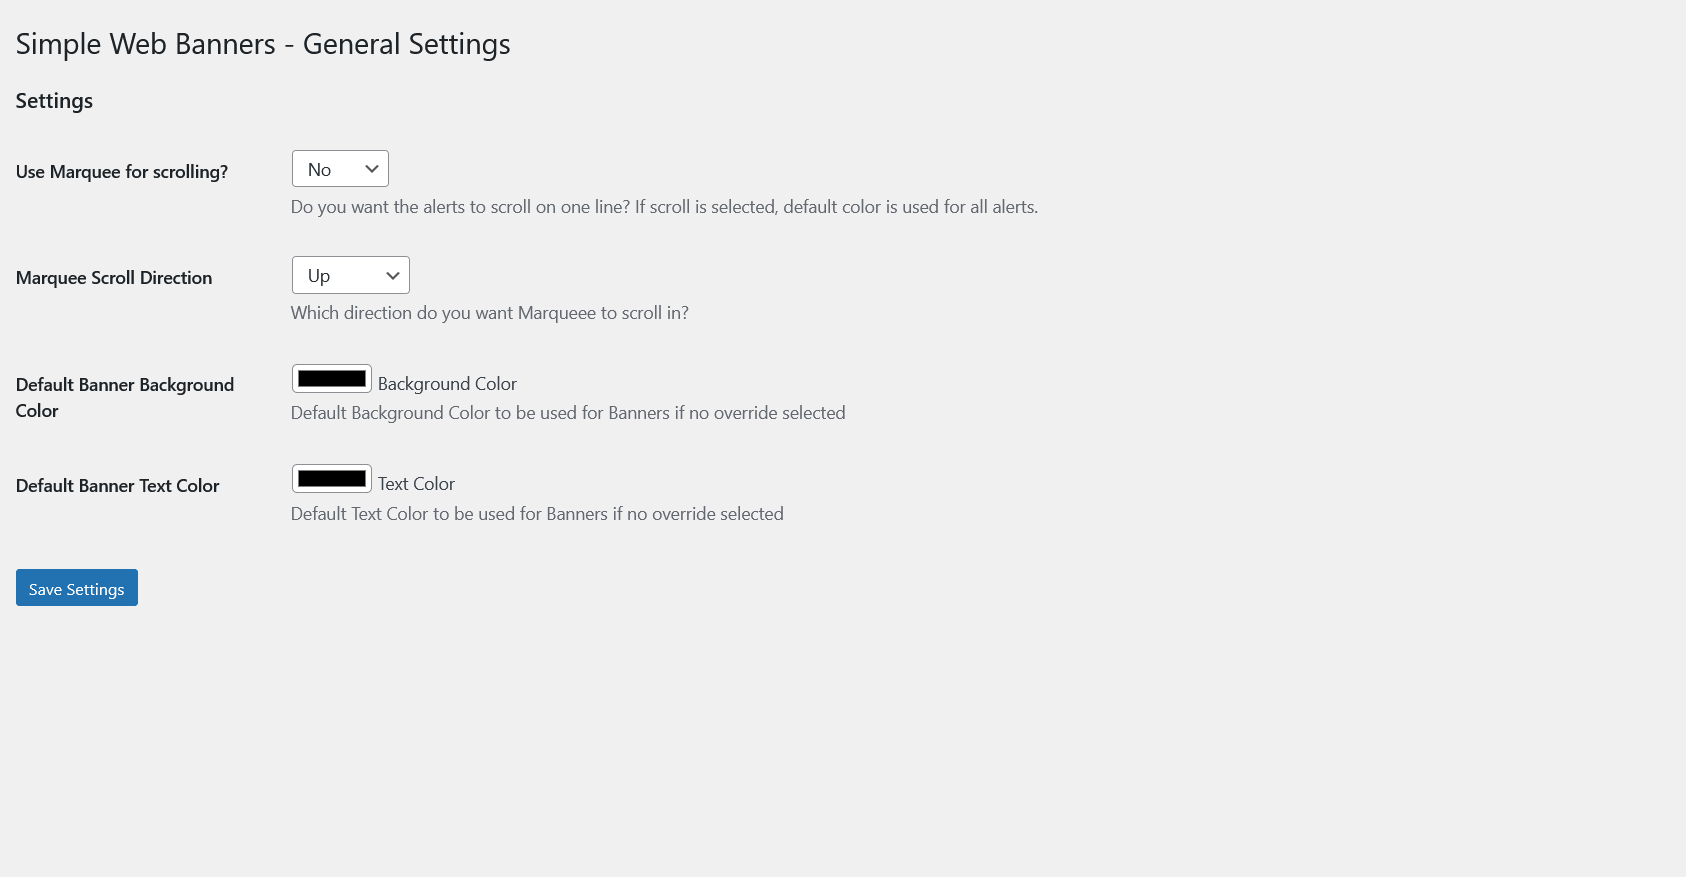 Simple Web Banners - General Settings
Settings
Use Marquee for scrolling?
No
Do you want the alerts to scroll on one line? If scroll is selected, default color is used for all alerts.
Marquee Scroll Direction
Up
Which direction do you want Marqueee to scroll in?
Default Banner Background
Color
Background Color
Default Background Color to be used for Banners if no override selected
Default Banner Text Color
Text Color
Default Text Color to be used for Banners if no override selected
Save Settings